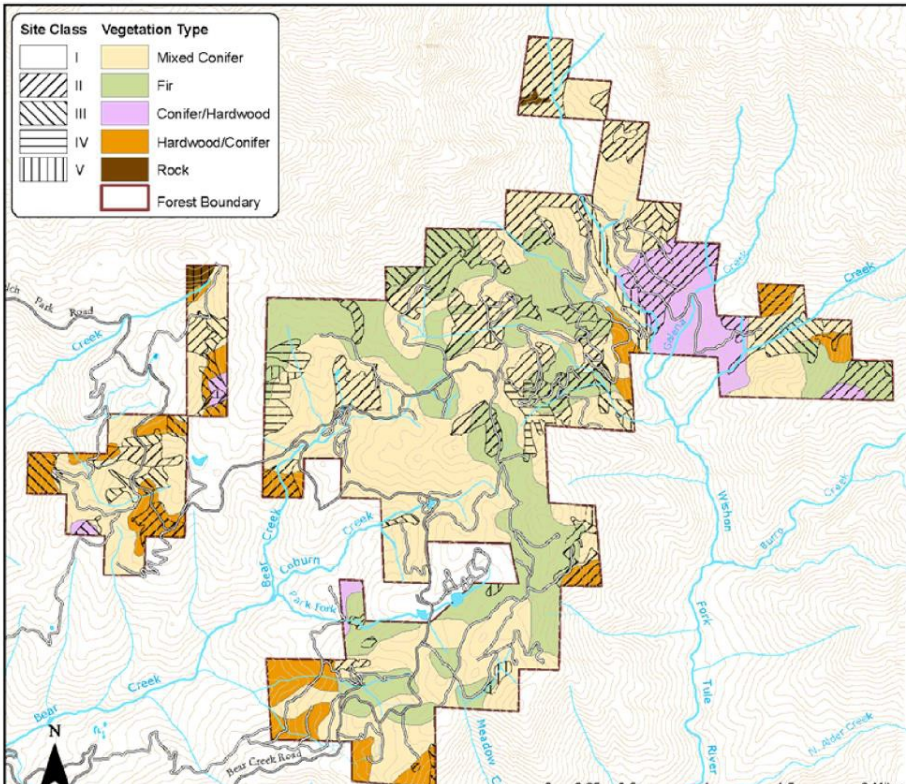 Site Class
Vegetation Type
I
Mixed Conifer
II
Fir
III
Conifer/Hardwood
IV
Hardwood/Conifer
V
Rock
Forest Boundary
Park Road
Creek
Creek
Creek
Galena
Wishon
Burro Creek
Fork
Tule
River
Bear Creek
Coburn Creek
Park Fork
Bear Creek
Bear Creek Road
Meadow
N. Alder Creek
N